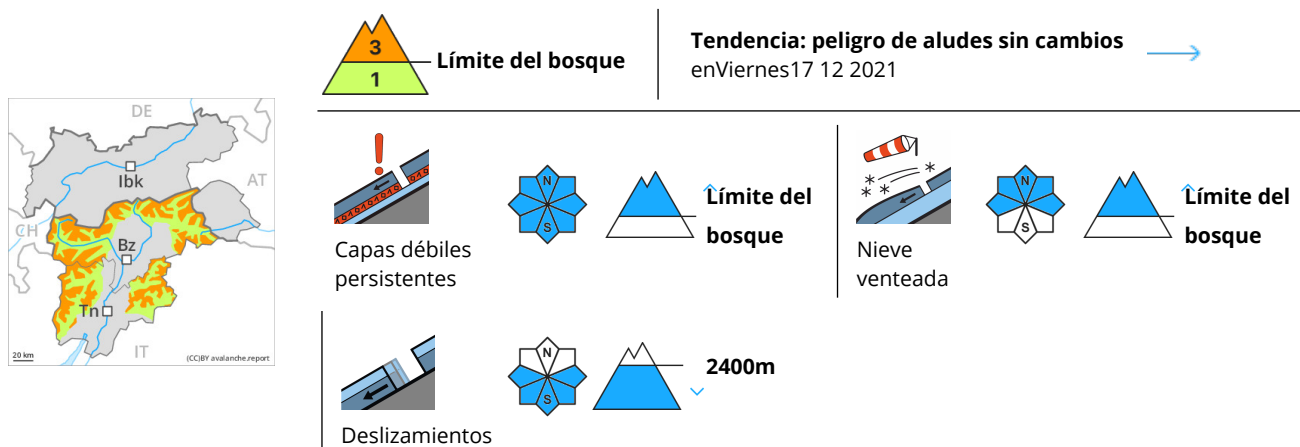 3
1
Límite del bosque
Tendencia: peligro de aludes sin cambios
enViernes17 12 2021
DE
AT
CH
IT
Ibk
Bz
Tn
20 km
(CC)BY avalanche.report
N
S
Límite del
bosque
Capas débiles
persistentes
N
S
Límite del
bosque
Nieve
venteada
N
S
2400m
Deslizamientos